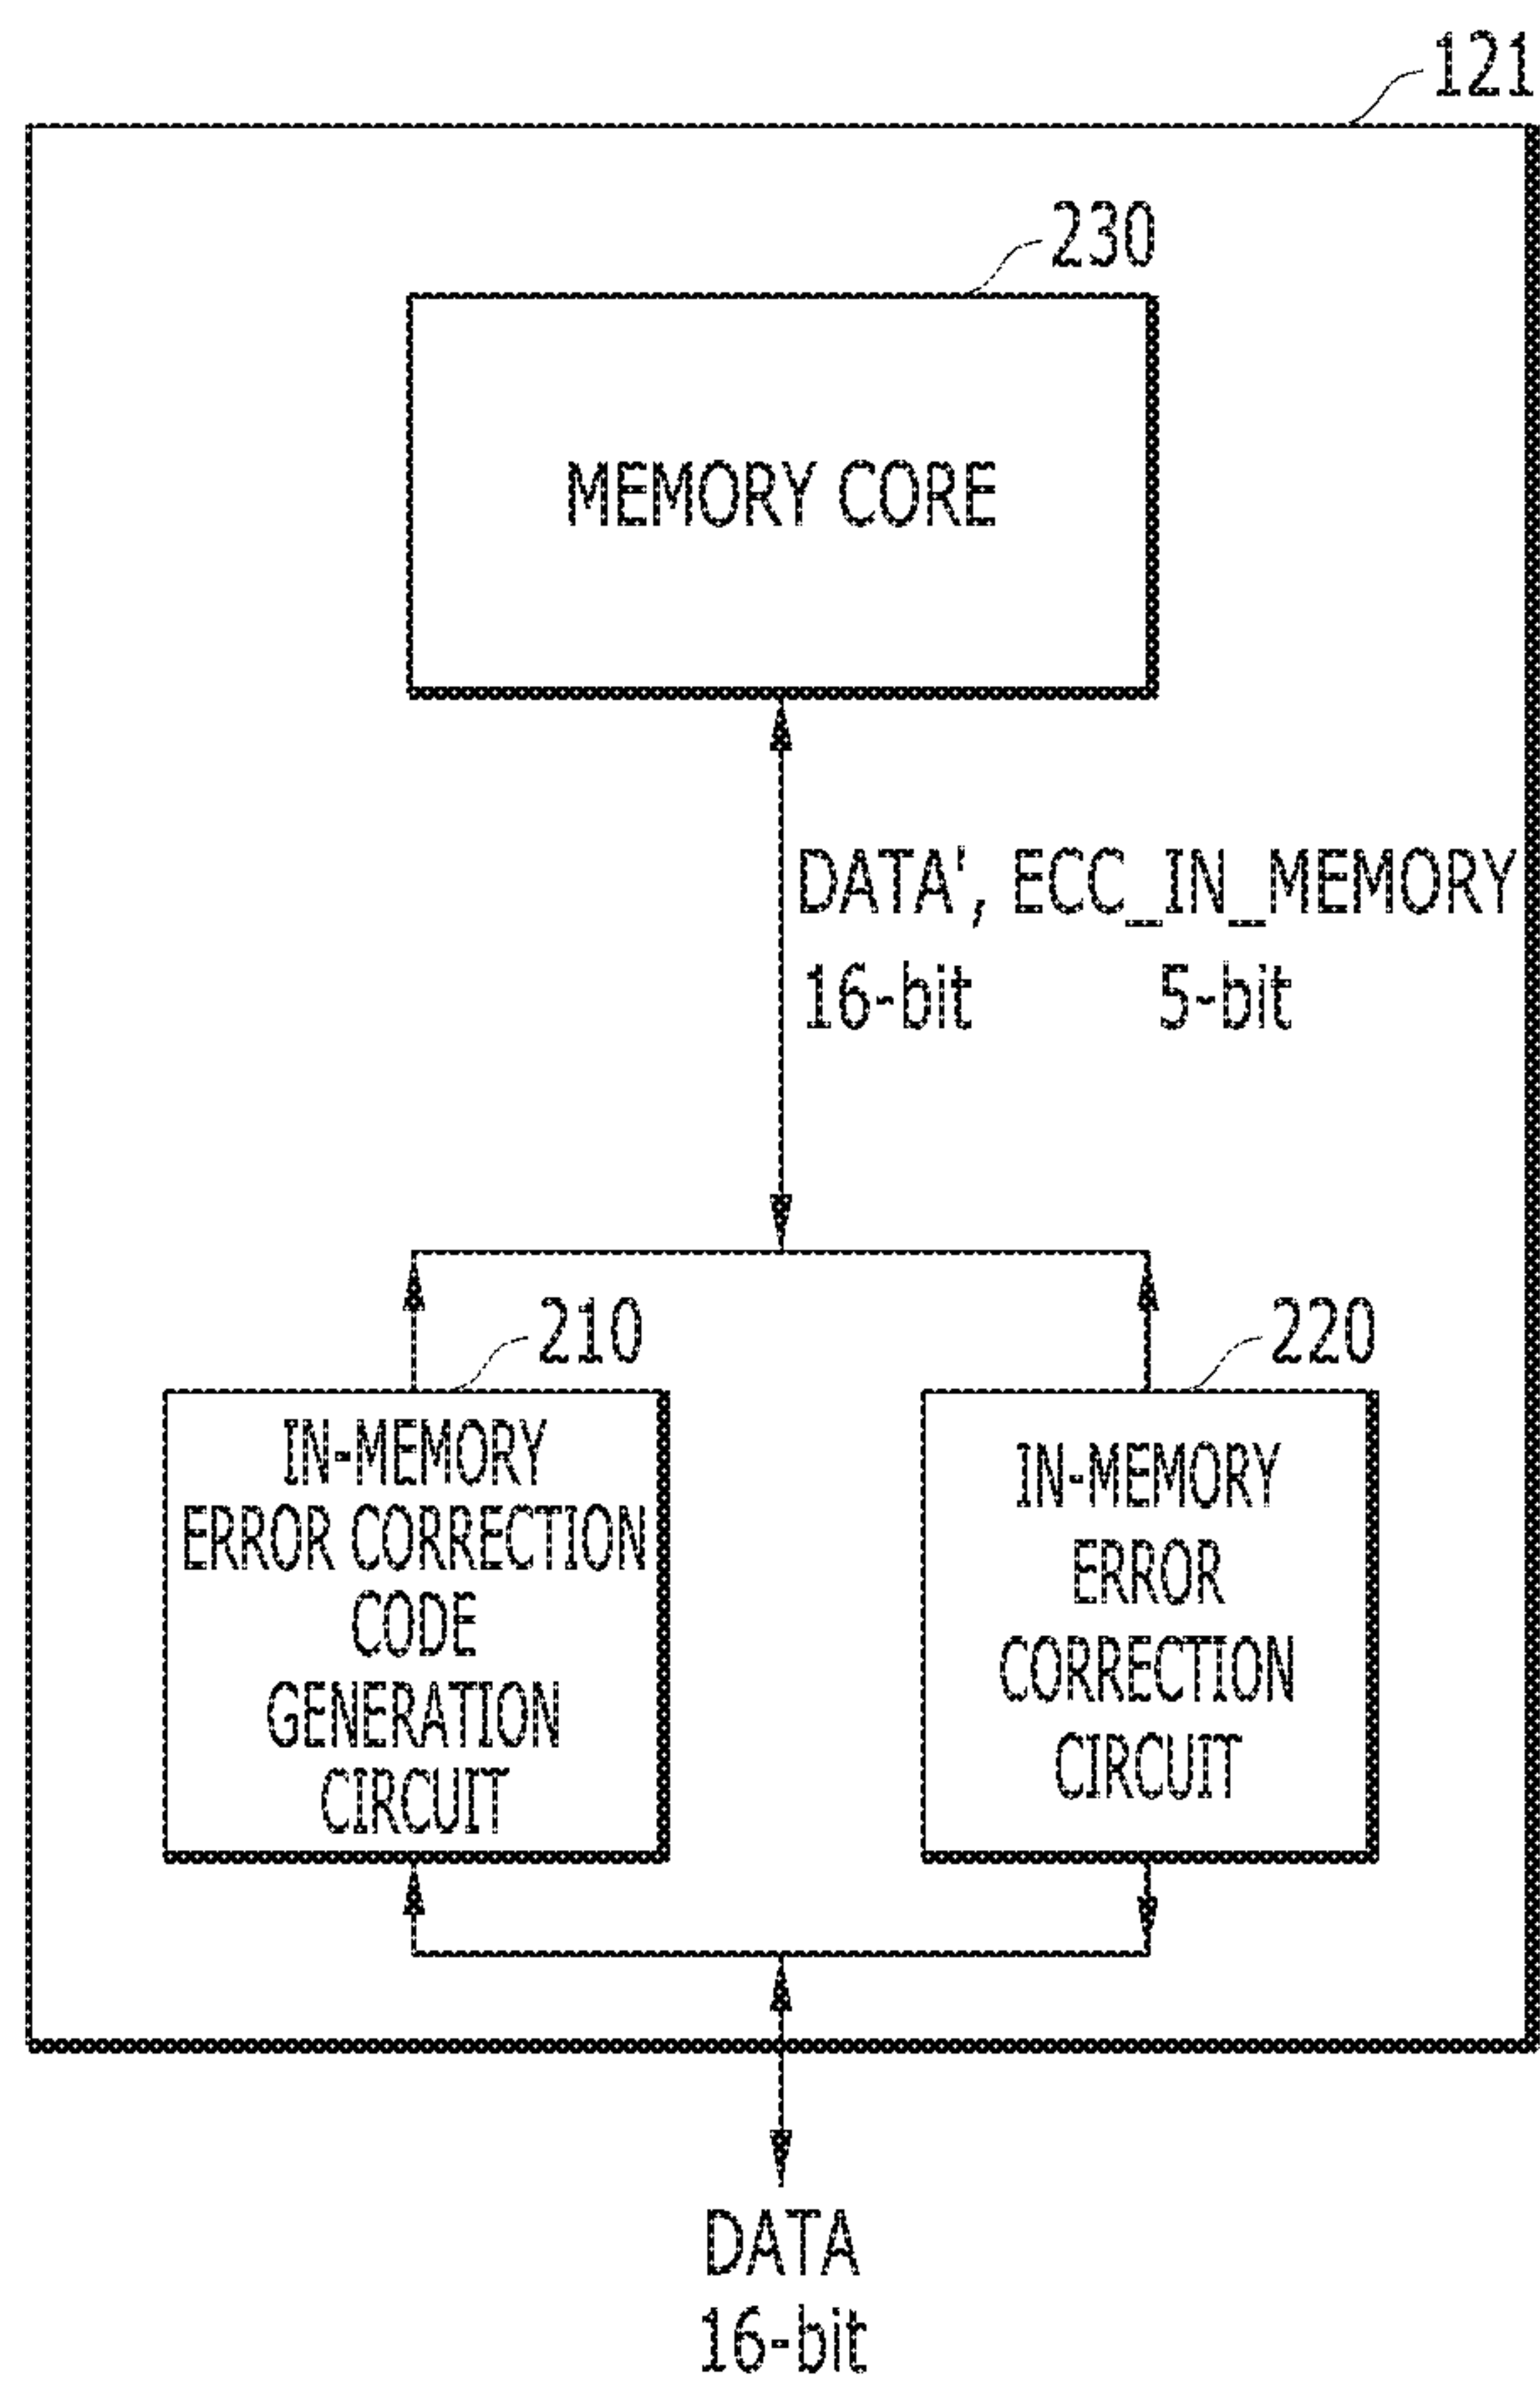 121
230
MEMORY CORE
DATA', ECC_IN_MEMORY
16-bit 5-bit
210
220
IN-MEMORY
ERROR CORRECTION
CODE
GENERATION
CIRCUIT
IN-MEMORY
ERROR
CORRECTION
CIRCUIT
DATA
16-bit